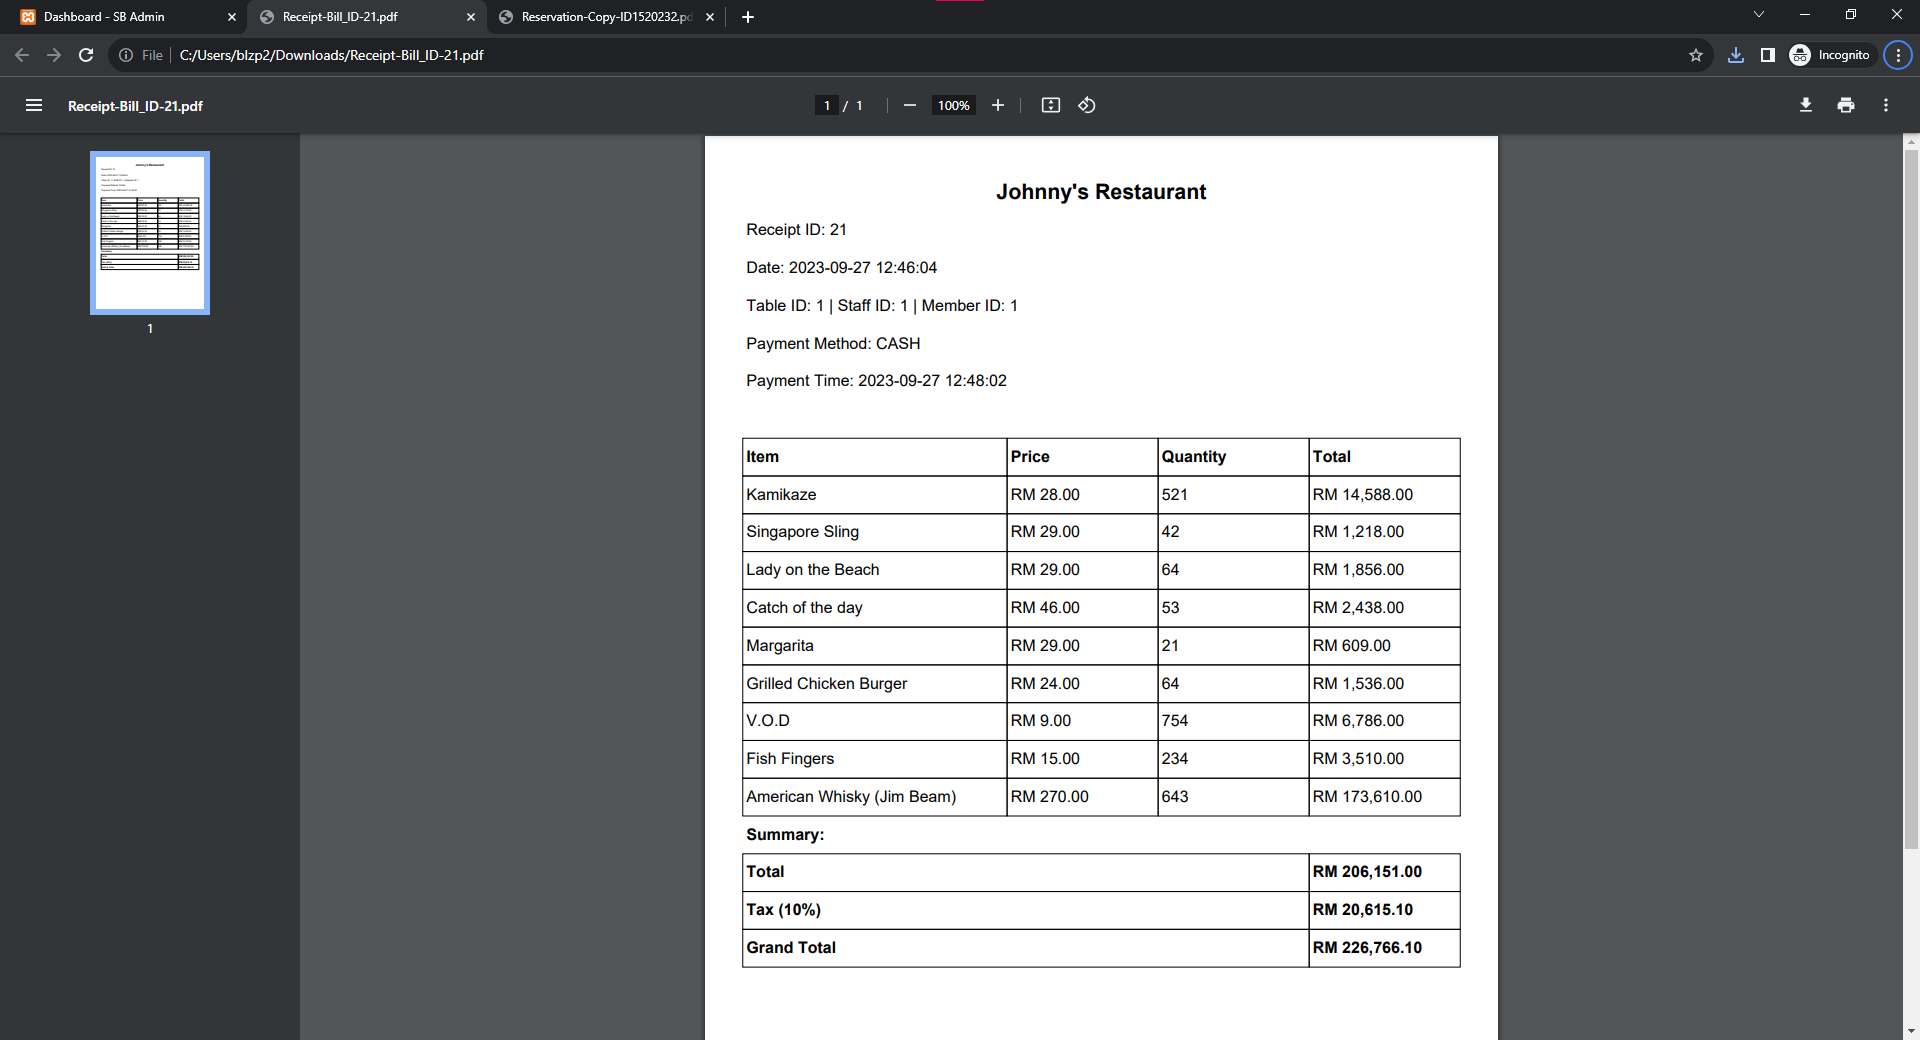 Dashboard - SB Admin
Receipt-Bill_ID-21.pdf
Reservation-Copy-ID1520232.pd
File
C:/Users/blzp2/Downloads/Receipt-Bill_ID-21.pdf
Incognito
Receipt-Bill_ID-21.pdf
1 / 1
100%
1
Johnny's Restaurant
Receipt ID: 21
Date: 2023-09-27 12:46:04
Table ID: 1 | Staff ID: 1 | Member ID: 1
Payment Method: CASH
Payment Time: 2023-09-27 12:48:02
Item Price Quantity Total
Kamikaze RM 28.00 521 RM 14,588.00
Singapore Sling RM 29.00 42 RM 1,218.00
Lady on the Beach RM 29.00 64 RM 1,856.00
Catch of the day RM 46.00 53 RM 2,438.00
Margarita RM 29.00 21 RM 609.00
Grilled Chicken Burger RM 24.00 64 RM 1,536.00
V.O.D RM 9.00 754 RM 6,786.00
Fish Fingers RM 15.00 234 RM 3,510.00
American Whisky (Jim Beam) RM 270.00 643 RM 173,610.00
Summary:
Total RM 206,151.00
Tax (10%) RM 20,615.10
Grand Total RM 226,766.10